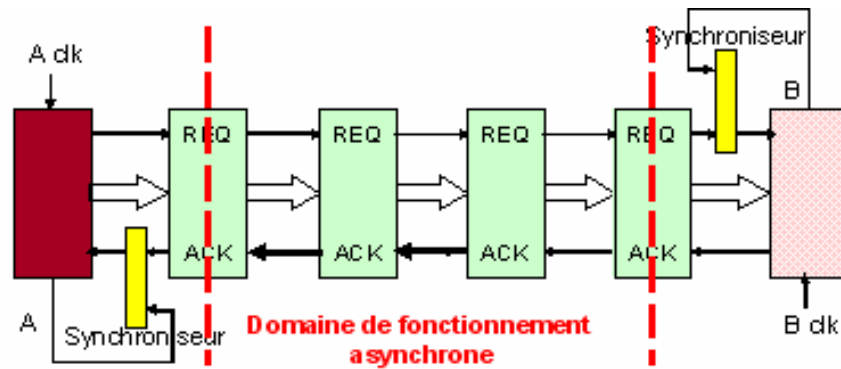 Synchroniseur
A clk
B
REQ REQ REQ REQ
ACK ACK ACK ACK
A
Synchroniseur
Domaine de fonctionnement
asynchrone
B clk